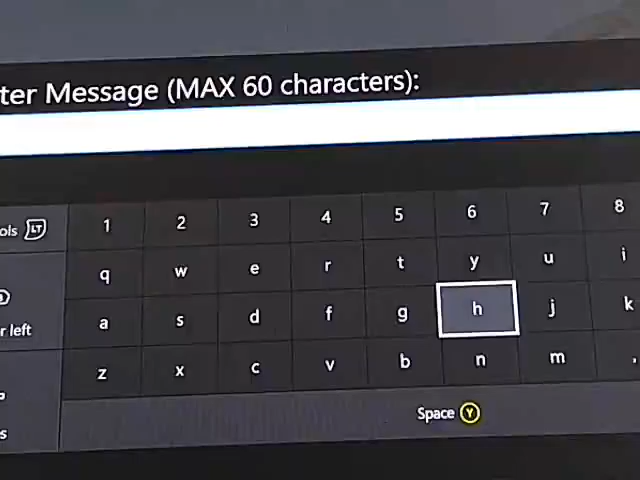 ter Message (MAX 60 characters):
ols LT 1 2 3 4 5 6 7 8
q w e r t y u i
r left a s d f g h j k
z x c v b n m ,
s Space Y